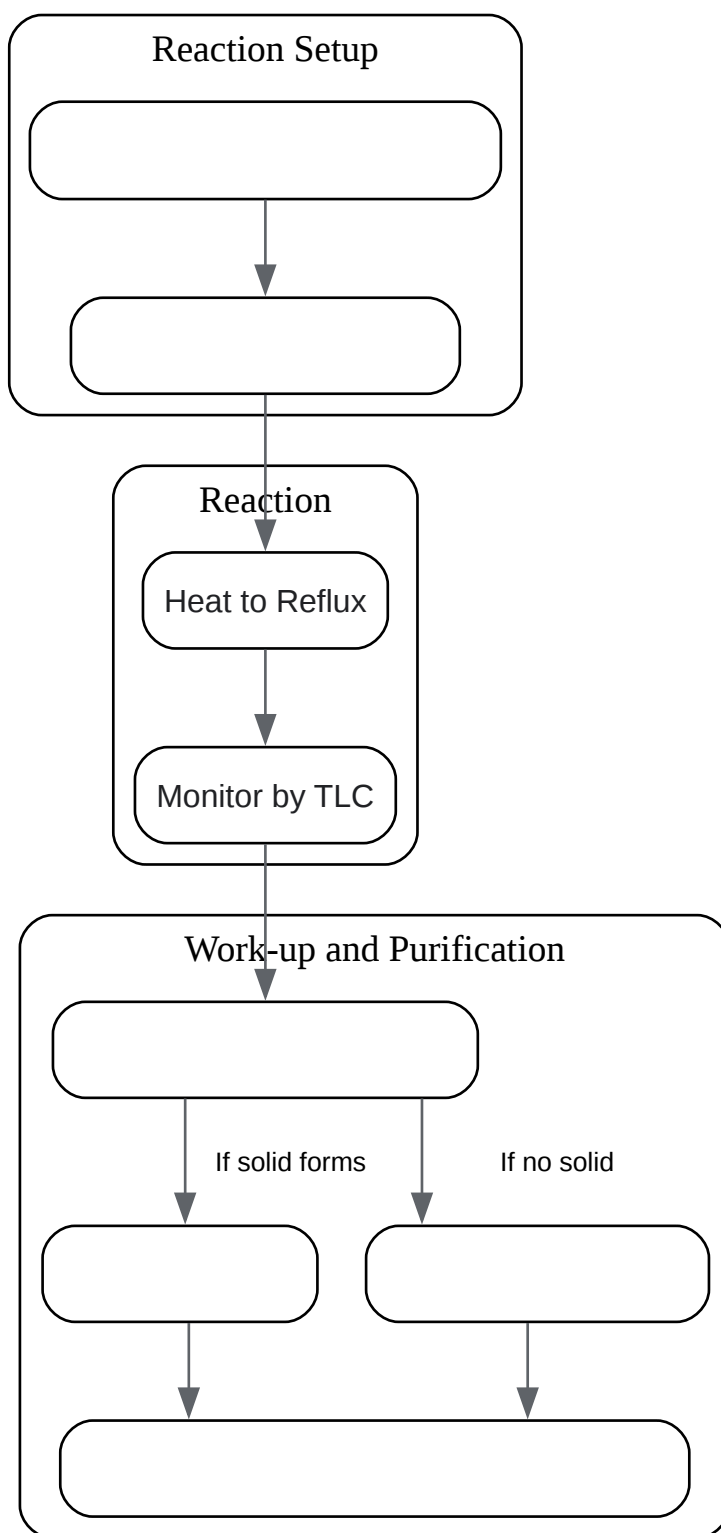 Reaction Setup
Reaction
Heat to Reflux
Monitor by TLC
Work-up and Purification
If solid forms
If no solid